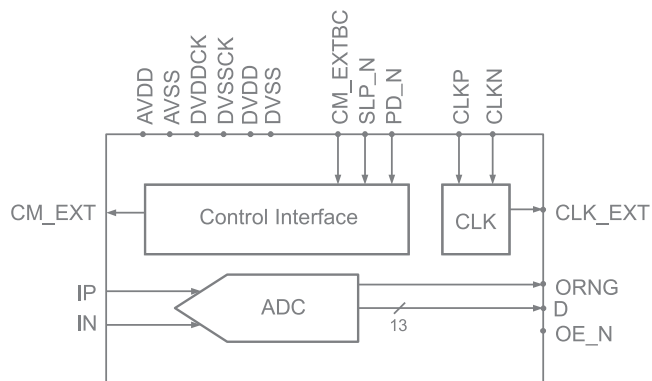 AVDD
AVSS
DVDDCK
DVSSCK
DVDD
DVSS
CM_EXTBC
SLP_N
PD_N
CLKP
CLKN
CM_EXT
Control Interface
CLK
CLK_EXT
IP
IN
ADC
13
ORNG
D
OE_N